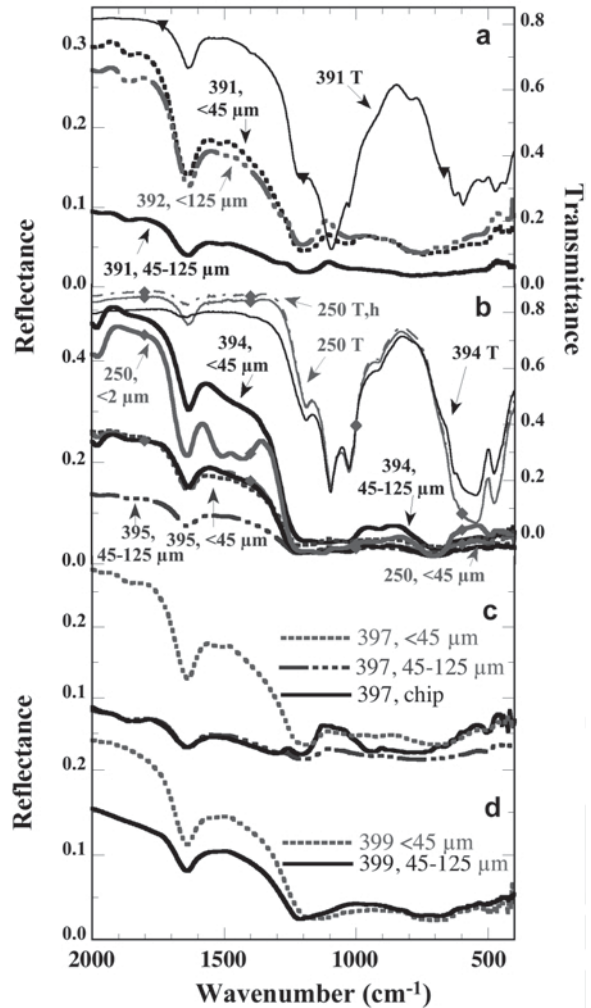 a
0.8
0.3
391,
<45 µm
391 T
0.6
0.2
0.4
392, <125 µm
0.1
0.2
391, 45-125 µm
0.0
0.0
Reflectance
Transmittance
b
250 T,h
0.8
394,
<45 µm
250 T
394 T
0.4
250,
<2 µm
0.6
0.4
394,
45-125 µm
0.2
0.2
395,
45-125 µm
395, <45 µm
0.0
250, <45 µm
0.0
c
397, <45 µm
0.2
397, 45-125 µm
0.1
397, chip
Reflectance
0.2
d
399 <45 µm
0.1
399, 45-125 µm
0.0
2000
1500
1000
500
Wavenumber (cm⁻¹)